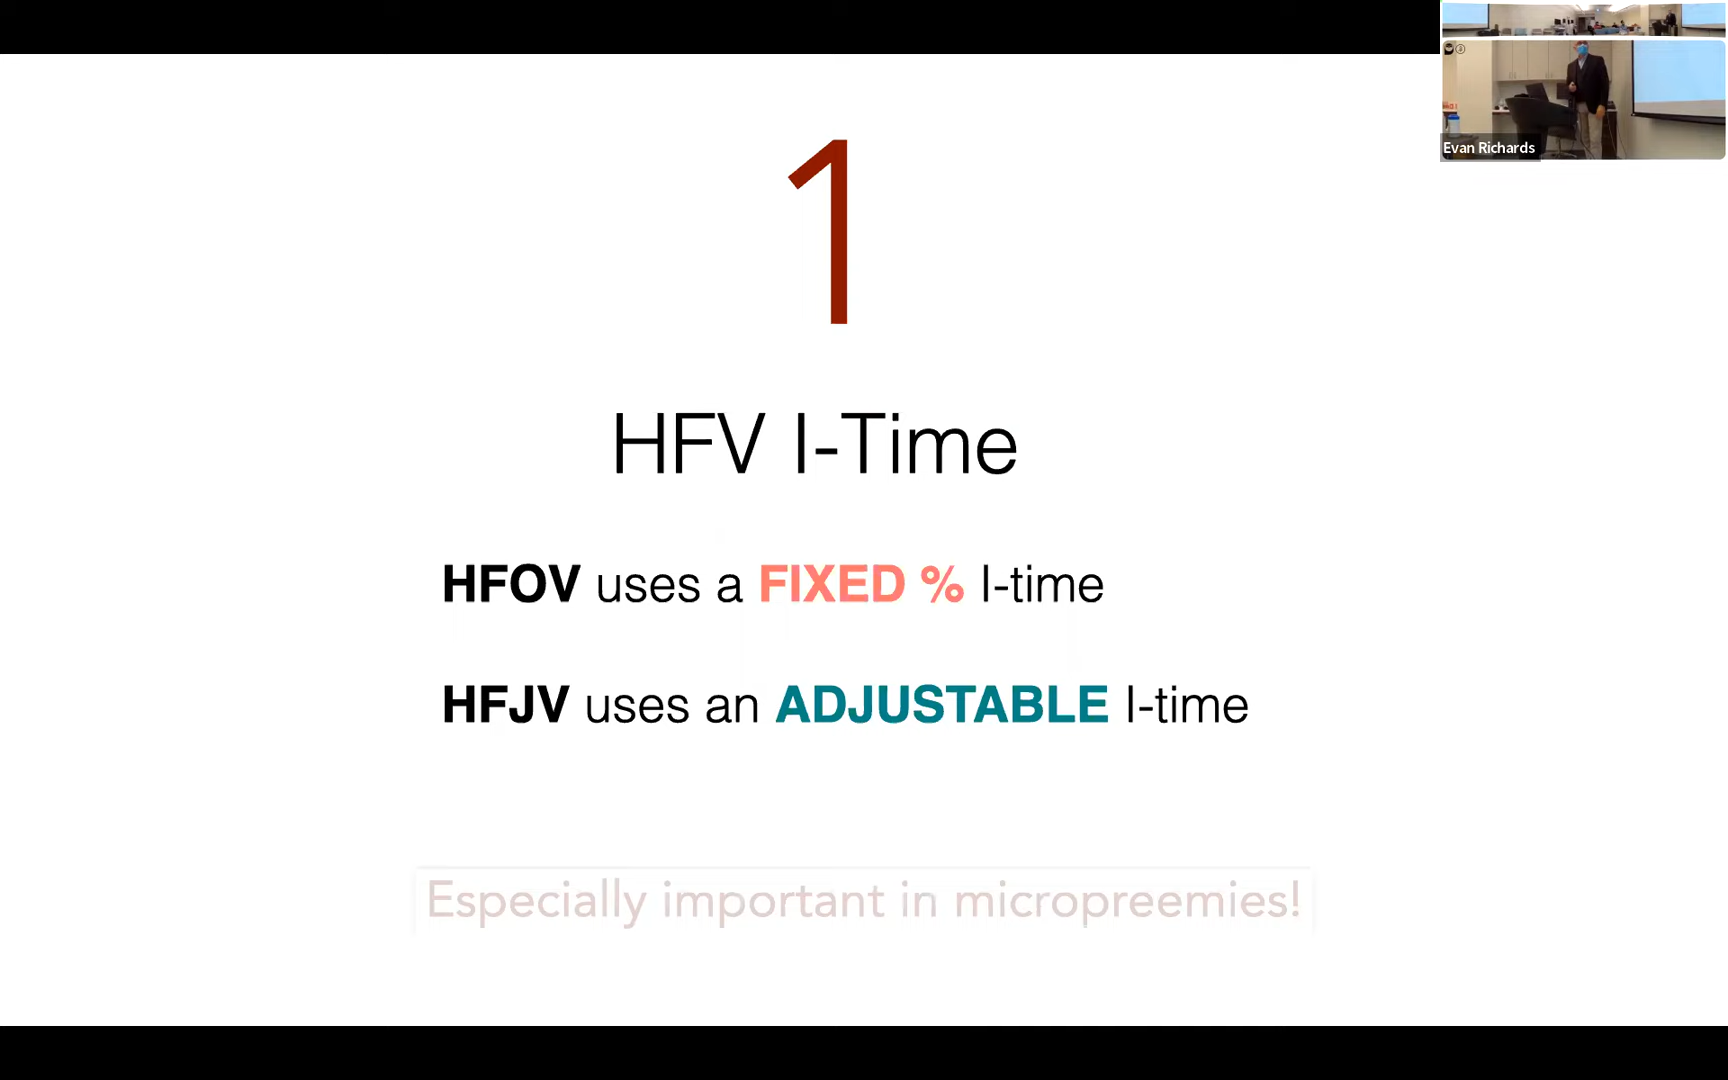 1
HFV I-Time
HFOV uses a FIXED % I-time
HFJV uses an ADJUSTABLE I-time
Especially important in micropreemies!
Evan Richards